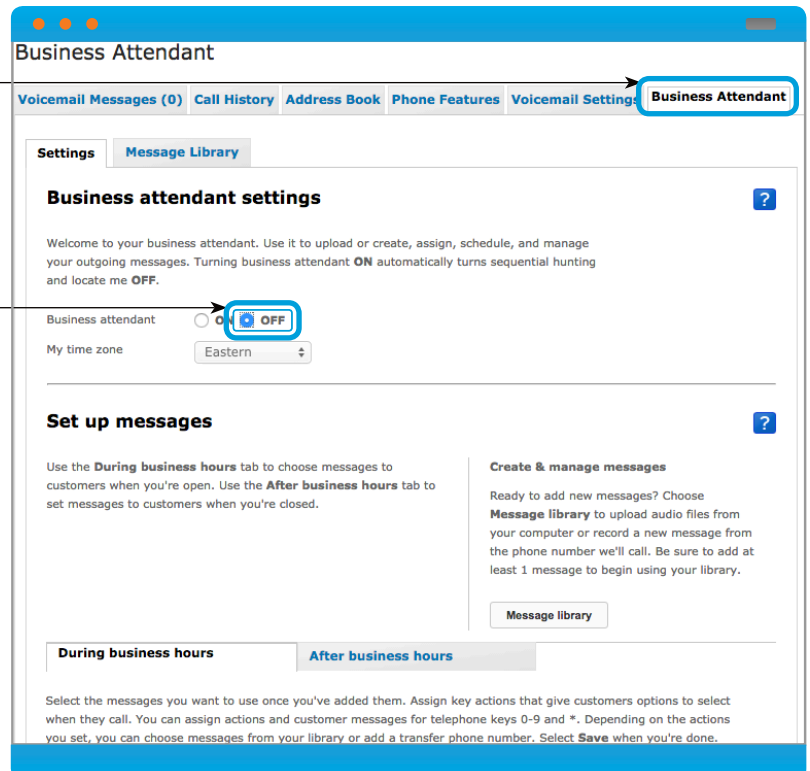 Business Attendant
Voicemail Messages (0) Call History Address Book Phone Features Voicemail Settings Business Attendant
Settings Message Library
Business attendant settings
?
Welcome to your business attendant. Use it to upload or create, assign, schedule, and manage
your outgoing messages. Turning business attendant ON automatically turns sequential hunting
and locate me OFF.
Business attendant ON OFF
My time zone Eastern
Set up messages
?
Use the During business hours tab to choose messages to
customers when you're open. Use the After business hours tab to
set messages to customers when you're closed.
Create & manage messages
Ready to add new messages? Choose
Message library to upload audio files from
your computer or record a new message from
the phone number we'll call. Be sure to add at
least 1 message to begin using your library.
Message library
During business hours After business hours
Select the messages you want to use once you've added them. Assign key actions that give customers options to select
when they call. You can assign actions and customer messages for telephone keys 0-9 and *. Depending on the actions
you set, you can choose messages from your library or add a transfer phone number. Select Save when you're done.